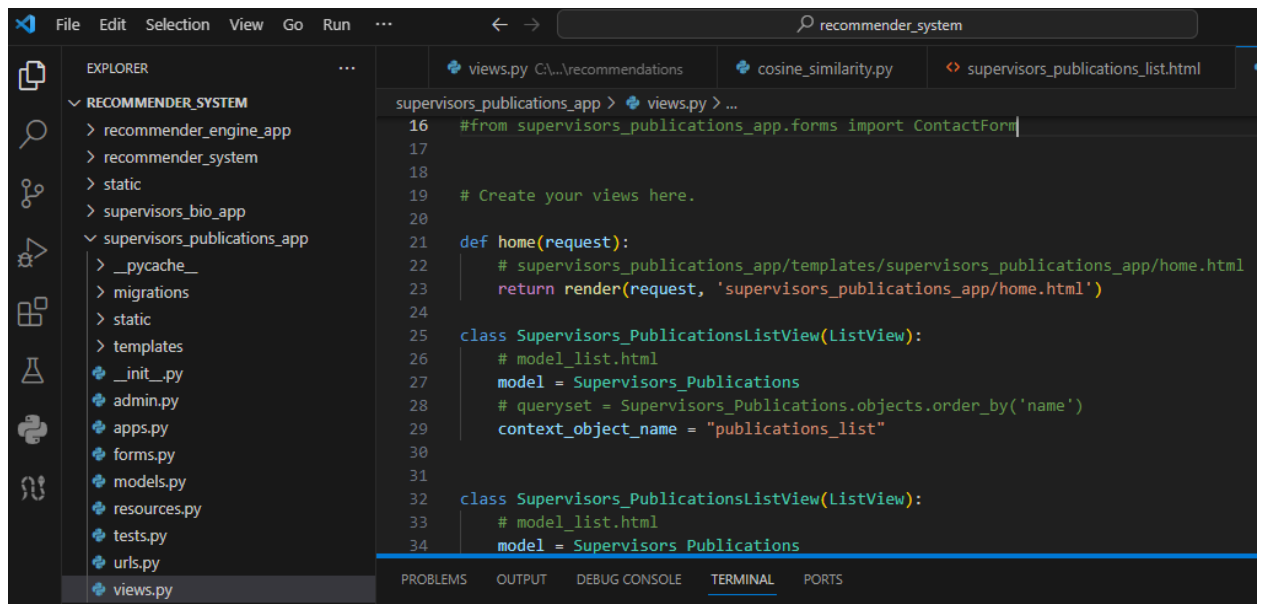 File Edit Selection View Go Run ··· ← → recommender_system
EXPLORER ···
RECOMMENDER_SYSTEM
> recommender_engine_app
> recommender_system
> static
> supervisors_bio_app
supervisors_publications_app
> __pycache__
> migrations
> static
> templates
__init__.py
admin.py
apps.py
forms.py
models.py
resources.py
tests.py
urls.py
views.py
views.py C:\...\recommendations cosine_similarity.py <> supervisors_publications_list.html
supervisors_publications_app > views.py > ...
16 #from supervisors_publications_app.forms import ContactForm
17
18
19 # Create your views here.
20
21 def home(request):
22 # supervisors_publications_app/templates/supervisors_publications_app/home.html
23 return render(request, 'supervisors_publications_app/home.html')
24
25 class Supervisors_PublicationsListView(ListView):
26 # model_list.html
27 model = Supervisors_Publications
28 # queryset = Supervisors_Publications.objects.order_by('name')
29 context_object_name = "publications_list"
30
31
32 class Supervisors_PublicationsListView(ListView):
33 # model_list.html
34 model = Supervisors_Publications
PROBLEMS OUTPUT DEBUG CONSOLE TERMINAL PORTS